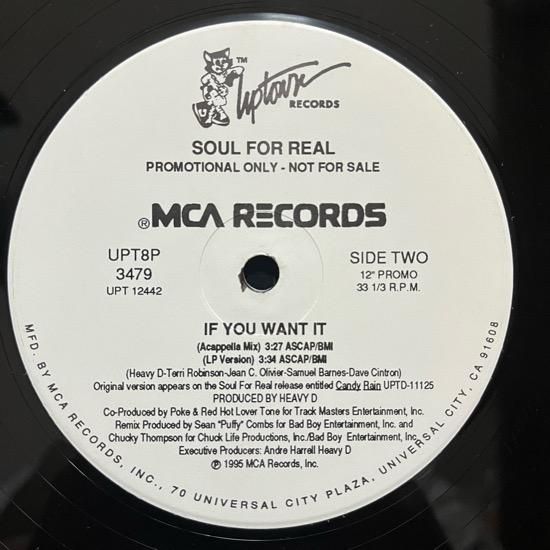 Uptown TM
RECORDS
SOUL FOR REAL
PROMOTIONAL ONLY - NOT FOR SALE
® MCA RECORDS
UPT8P
3479
UPT 12442
SIDE TWO
12" PROMO
33 1/3 R.P.M.
IF YOU WANT IT
(Acappella Mix) 3:27 ASCAP/BMI
(LP Version) 3:34 ASCAP/BMI
(Heavy D-Terri Robinson-Jean C. Olivier-Samuel Barnes-Dave Cintron)
Original version appears on the Soul For Real release entitled Candy Rain UPTD-11125
PRODUCED BY HEAVY D
Co-Produced by Poke & Red Hot Lover Tone for Track Masters Entertainment, Inc.
Remix Produced by Sean "Puffy" Combs for Bad Boy Entertainment, Inc. and
Chucky Thompson for Chuck Life Productions, Inc./Bad Boy Entertainment, Inc.
Executive Producers: Andre Harrell Heavy D
℗ 1995 MCA Records, Inc.
MFD. BY MCA RECORDS, INC., 70 UNIVERSAL CITY PLAZA, UNIVERSAL CITY, CA 91608